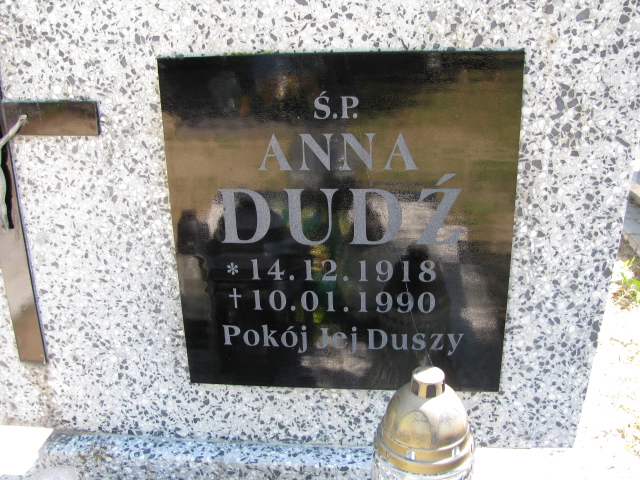 Ś.P.
ANNA
DUDŹ
* 14.12.1918
† 10.01.1990
Pokój Jej Duszy